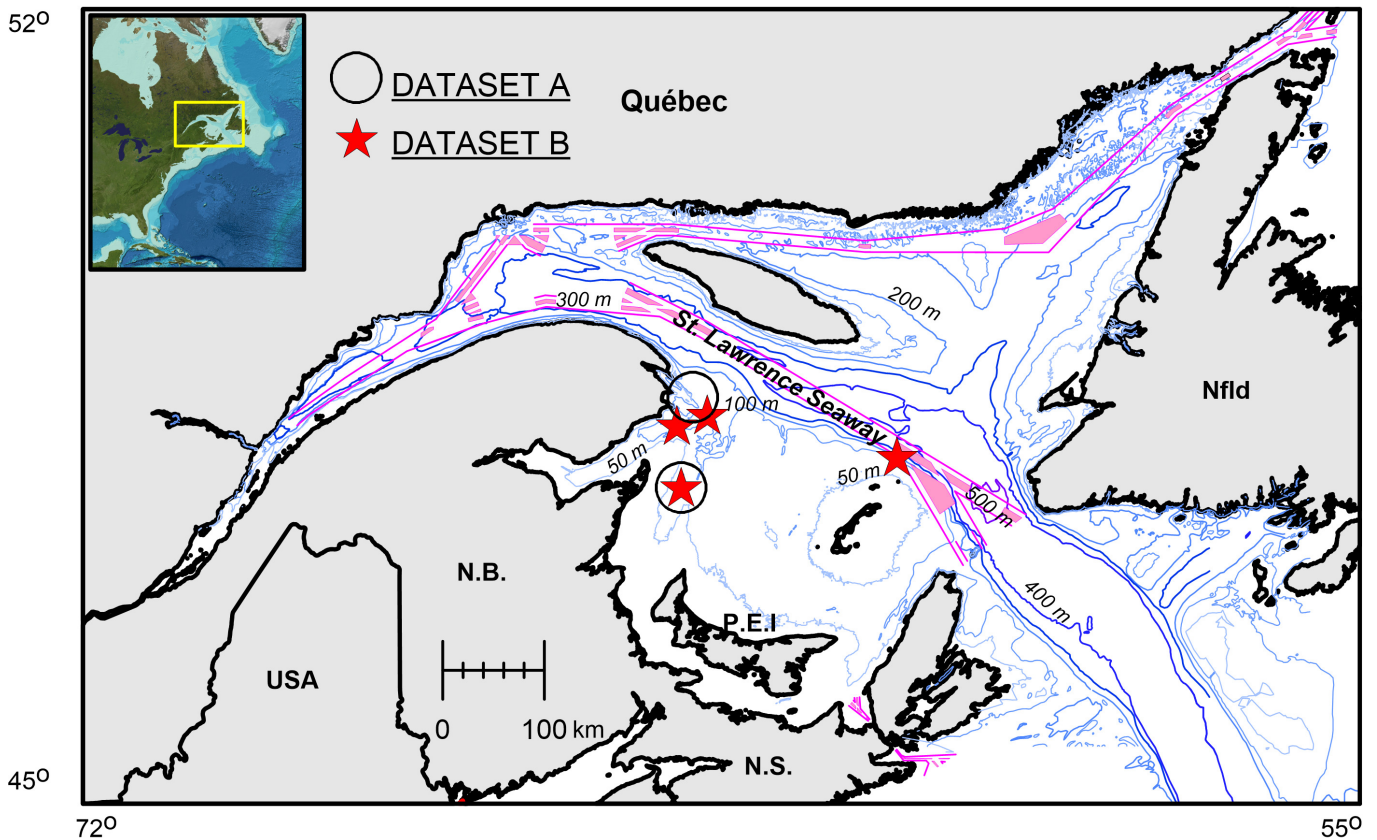 52°
DATASET A
Québec
DATASET B
200 m
300 m
St. Lawrence Seaway
Nfld
100 m
50 m
50 m
500 m
N.B.
400 m
P.E.I
USA
0 100 km
N.S.
45°
72° 55°